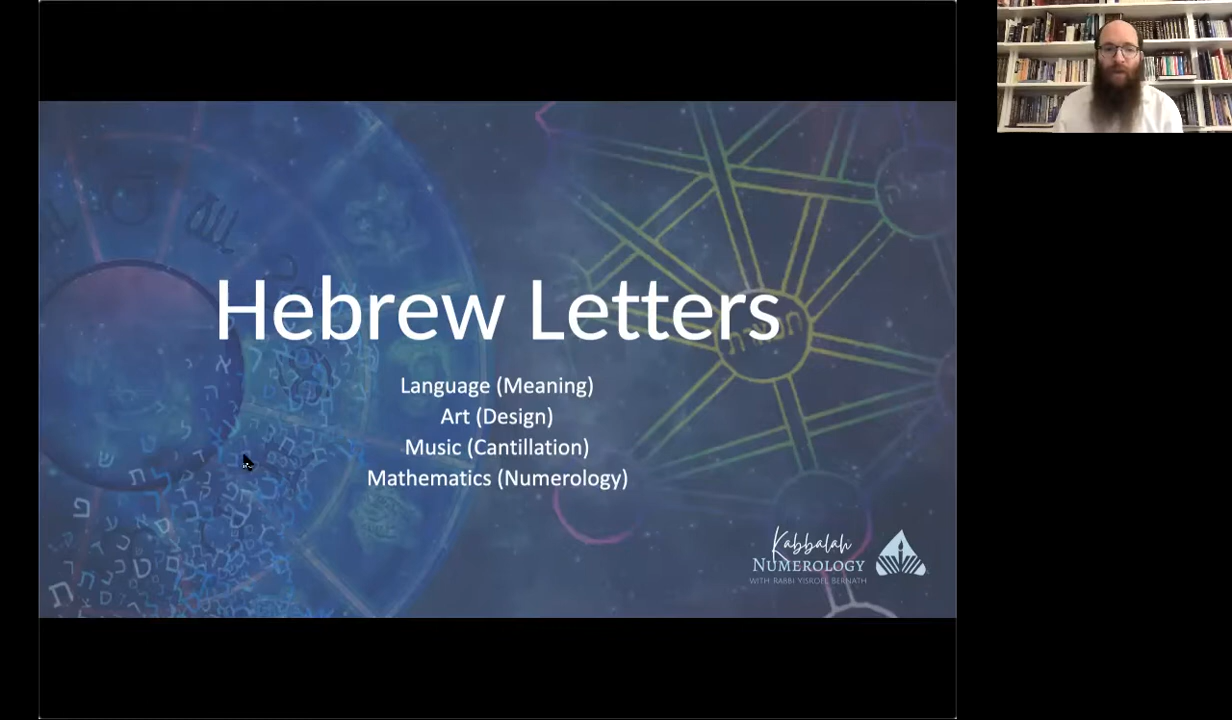 Hebrew Letters
Language (Meaning)
Art (Design)
Music (Cantillation)
Mathematics (Numerology)
Kabbalah
NUMEROLOGY
WITH RABBI YISROEL BERNATH